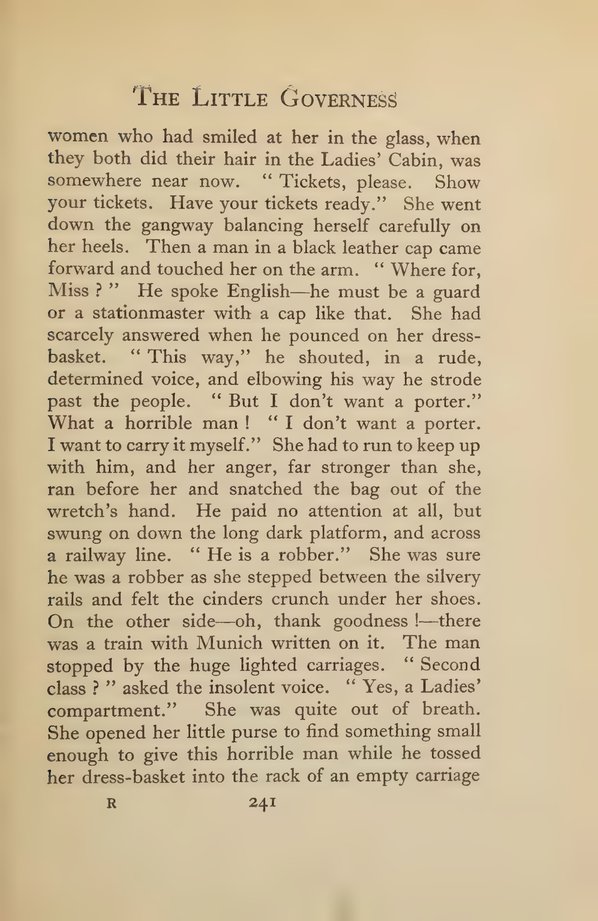 The Little Governess
women who had smiled at her in the glass, when
they both did their hair in the Ladies' Cabin, was
somewhere near now. " Tickets, please. Show
your tickets. Have your tickets ready." She went
down the gangway balancing herself carefully on
her heels. Then a man in a black leather cap came
forward and touched her on the arm. " Where for,
Miss ? " He spoke English—he must be a guard
or a stationmaster with a cap like that. She had
scarcely answered when he pounced on her dress-
basket. " This way," he shouted, in a rude,
determined voice, and elbowing his way he strode
past the people. " But I don't want a porter."
What a horrible man ! " I don't want a porter.
I want to carry it myself." She had to run to keep up
with him, and her anger, far stronger than she,
ran before her and snatched the bag out of the
wretch's hand. He paid no attention at all, but
swung on down the long dark platform, and across
a railway line. " He is a robber." She was sure
he was a robber as she stepped between the silvery
rails and felt the cinders crunch under her shoes.
On the other side—oh, thank goodness !—there
was a train with Munich written on it. The man
stopped by the huge lighted carriages. " Second
class ? " asked the insolent voice. " Yes, a Ladies'
compartment." She was quite out of breath.
She opened her little purse to find something small
enough to give this horrible man while he tossed
her dress-basket into the rack of an empty carriage
R 241